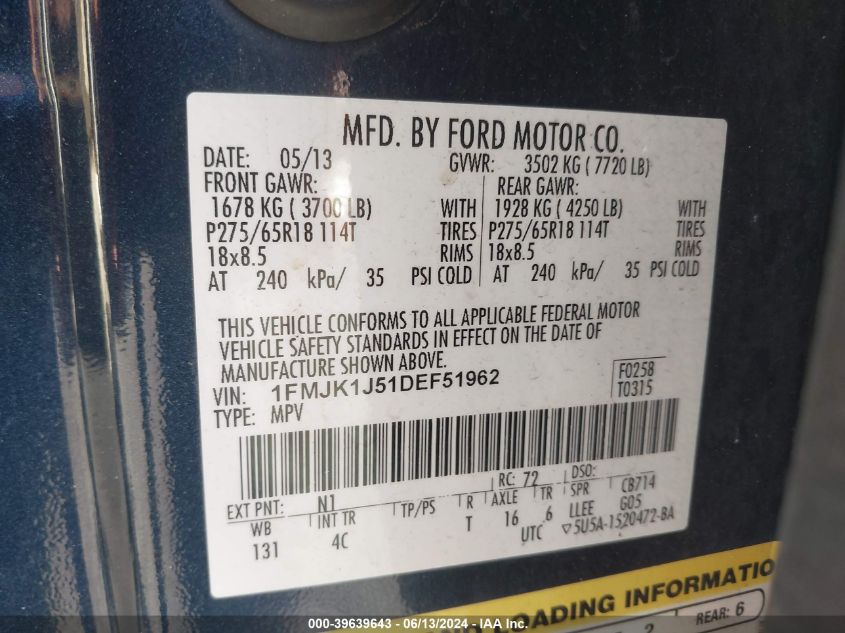 MFD. BY FORD MOTOR CO.
DATE: 05/13 GVWR: 3502 KG ( 7720 LB)
FRONT GAWR: REAR GAWR:
1678 KG ( 3700 LB) WITH 1928 KG ( 4250 LB) WITH
P275/65R18 114T TIRES P275/65R18 114T TIRES
18x8.5 RIMS 18x8.5 RIMS
AT 240 kPa/ 35 PSI COLD AT 240 kPa/ 35 PSI COLD
THIS VEHICLE CONFORMS TO ALL APPLICABLE FEDERAL MOTOR
VEHICLE SAFETY STANDARDS IN EFFECT ON THE DATE OF
MANUFACTURE SHOWN ABOVE.
VIN: 1FMJK1J51DEF51962 F0258
TYPE: MPV T0315
EXT PNT: N1 RC: 72 DSO:
WB INT TR TP/PS R AXLE TR SPR CB714
131 4C T 16 6 LLEE G05
UTC ▽5U5A-1520472-BA
ND LOADING INFORMATIO
2 REAR: 6
000-39639643 - 06/13/2024 - IAA Inc.